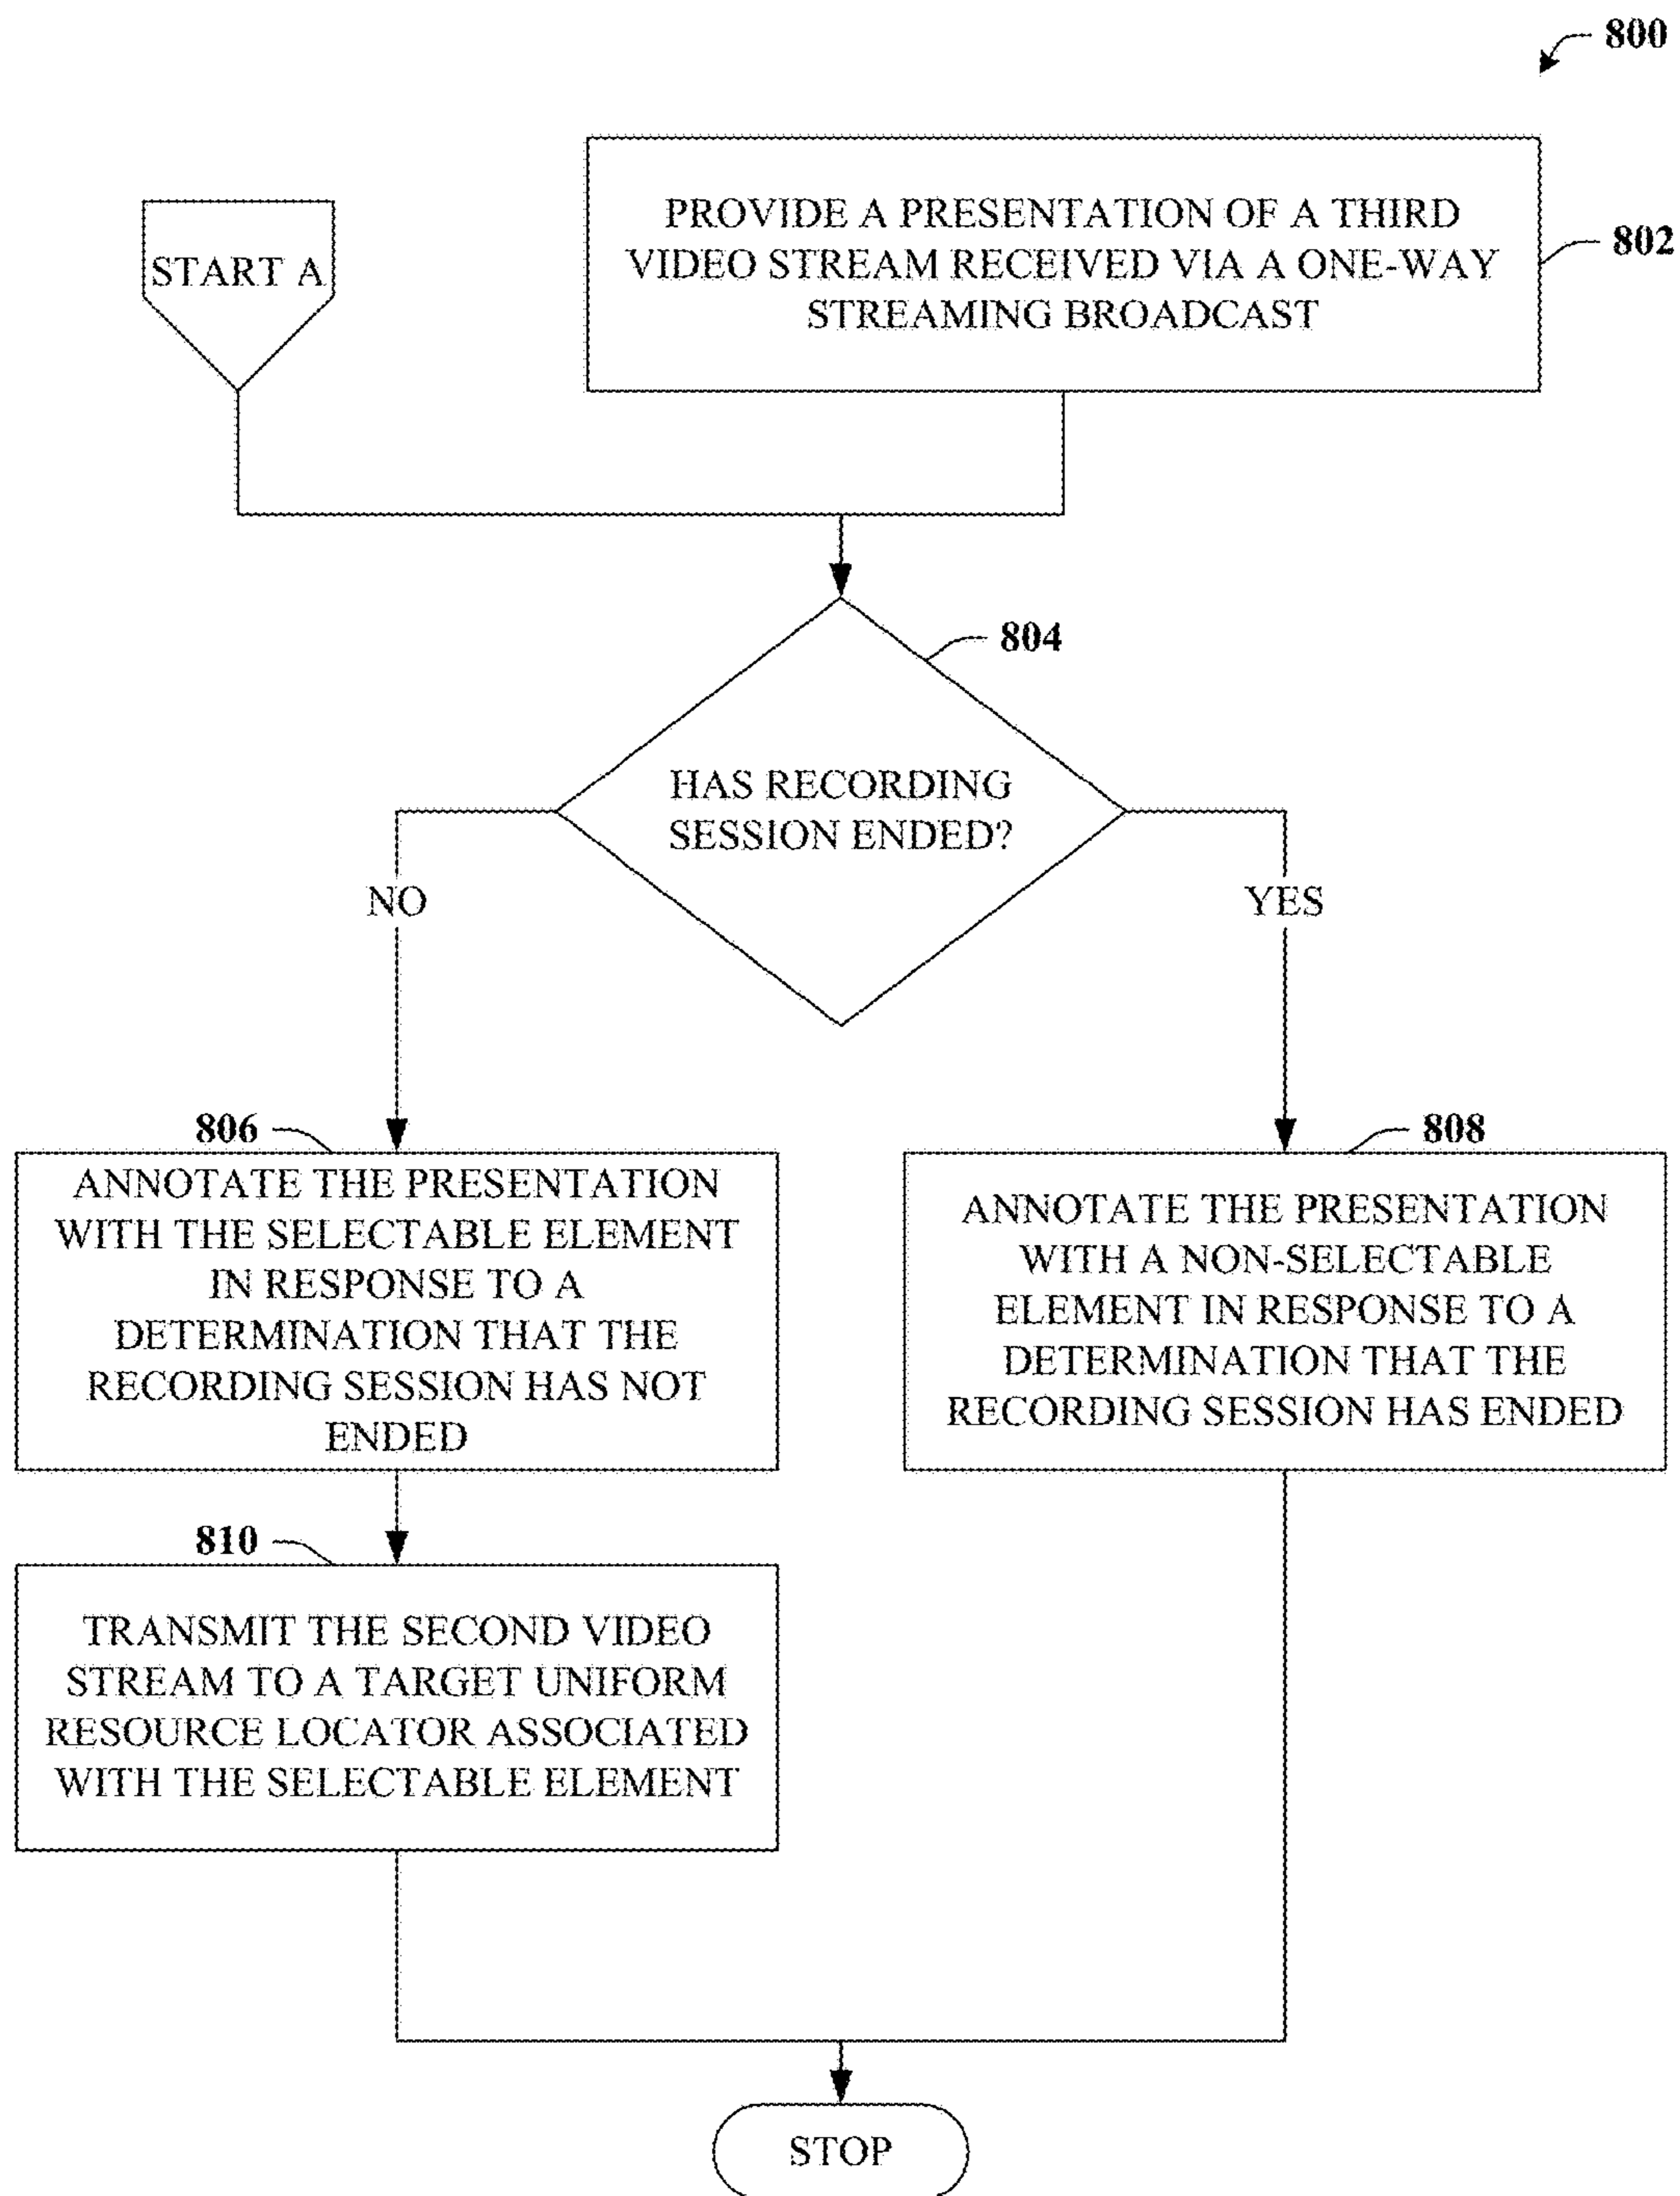 800
PROVIDE A PRESENTATION OF A THIRD
VIDEO STREAM RECEIVED VIA A ONE-WAY
STREAMING BROADCAST
802
START A
804
HAS RECORDING
SESSION ENDED?
NO
YES
806
ANNOTATE THE PRESENTATION
WITH THE SELECTABLE ELEMENT
IN RESPONSE TO A
DETERMINATION THAT THE
RECORDING SESSION HAS NOT
ENDED
808
ANNOTATE THE PRESENTATION
WITH A NON-SELECTABLE
ELEMENT IN RESPONSE TO A
DETERMINATION THAT THE
RECORDING SESSION HAS ENDED
810
TRANSMIT THE SECOND VIDEO
STREAM TO A TARGET UNIFORM
RESOURCE LOCATOR ASSOCIATED
WITH THE SELECTABLE ELEMENT
STOP